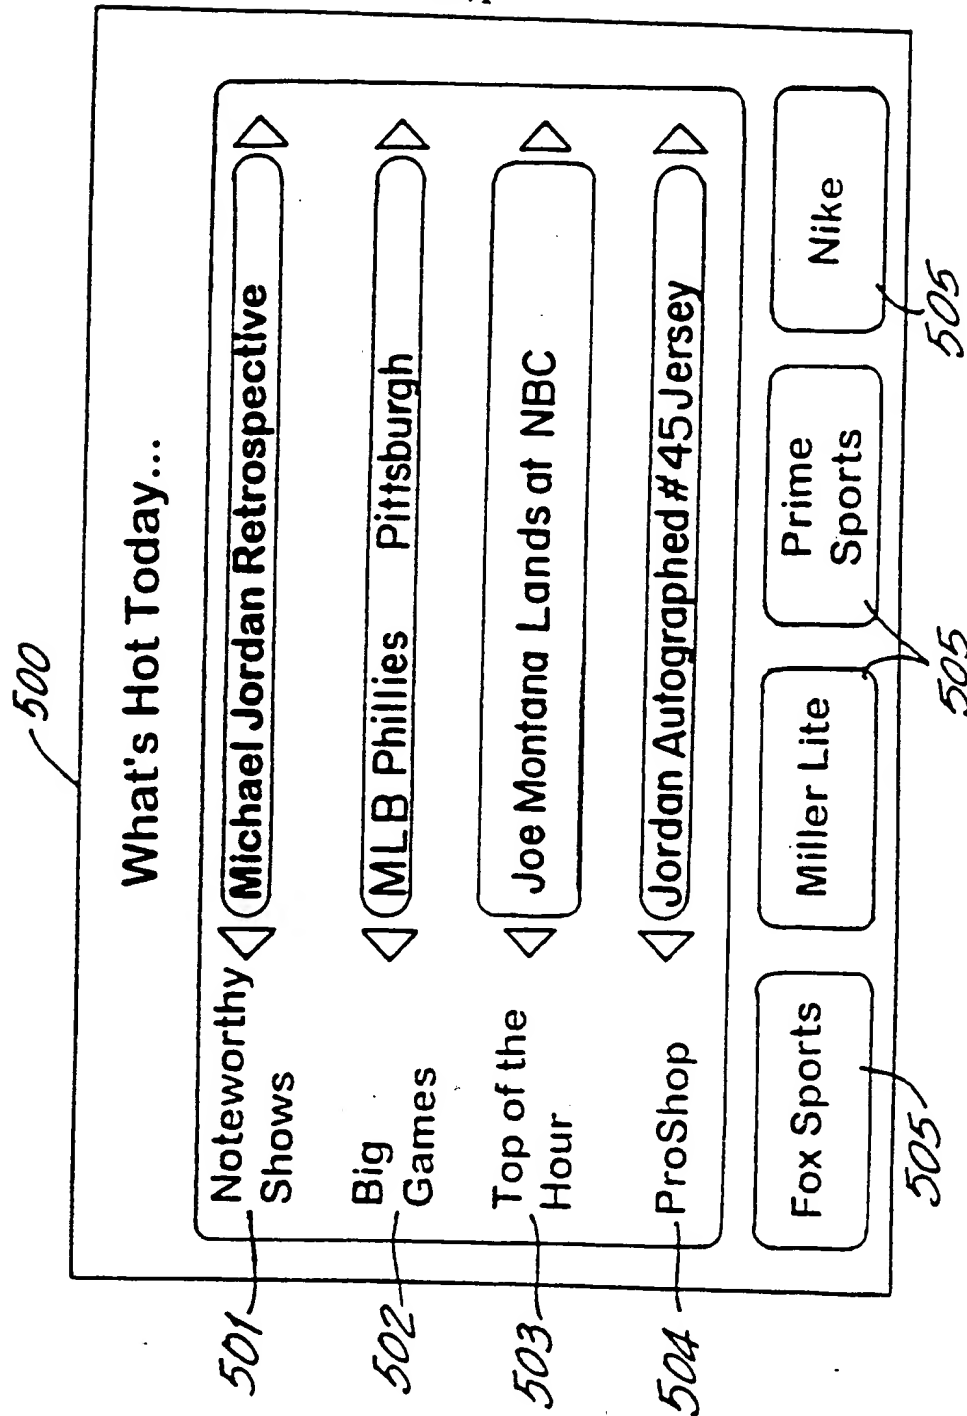 500
What's Hot Today...
501
Noteworthy
Shows
Michael Jordan Retrospective
502
Big
Games
MLB Phillies Pittsburgh
503
Top of the
Hour
Joe Montana Lands at NBC
504
ProShop
Jordan Autographed #45 Jersey
Fox Sports
Miller Lite
Prime
Sports
Nike
505
505
505